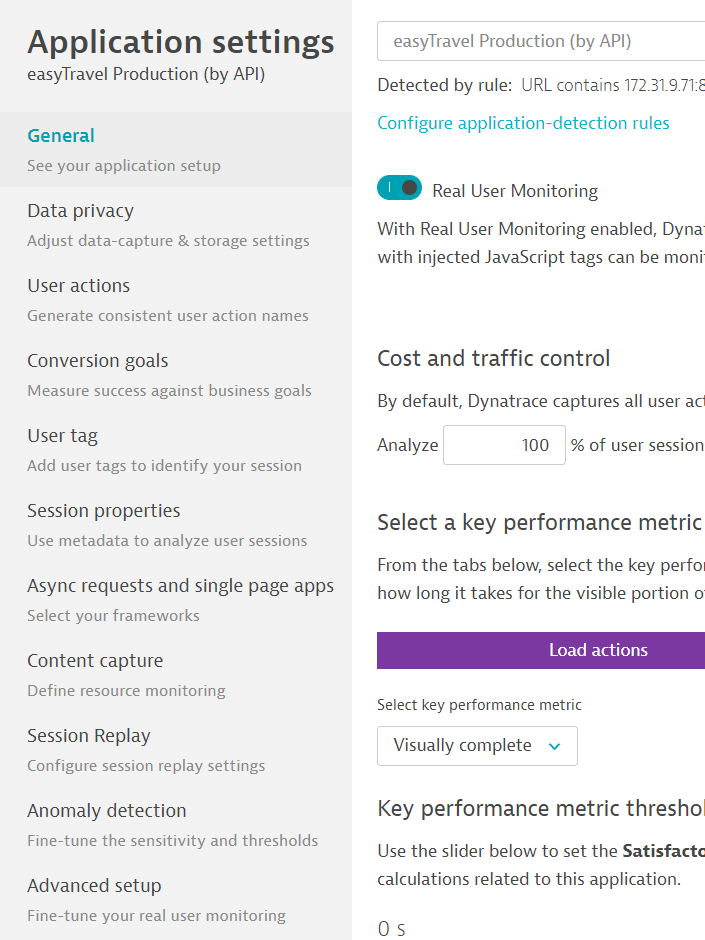 Application settings
easyTravel Production (by API)
General
See your application setup
Data privacy
Adjust data-capture & storage settings
User actions
Generate consistent user action names
Conversion goals
Measure success against business goals
User tag
Add user tags to identify your session
Session properties
Use metadata to analyze user sessions
Async requests and single page apps
Select your frameworks
Content capture
Define resource monitoring
Session Replay
Configure session replay settings
Anomaly detection
Fine-tune the sensitivity and thresholds
Advanced setup
Fine-tune your real user monitoring
easyTravel Production (by API)
Detected by rule: URL contains 172.31.9.71:8
Configure application-detection rules
Real User Monitoring
With Real User Monitoring enabled, Dynat
with injected JavaScript tags can be moni
Cost and traffic control
By default, Dynatrace captures all user act
Analyze 100 % of user session
Select a key performance metric
From the tabs below, select the key perfor
how long it takes for the visible portion o
Load actions
Select key performance metric
Visually complete
Key performance metric threshol
Use the slider below to set the Satisfacto
calculations related to this application.
0 s